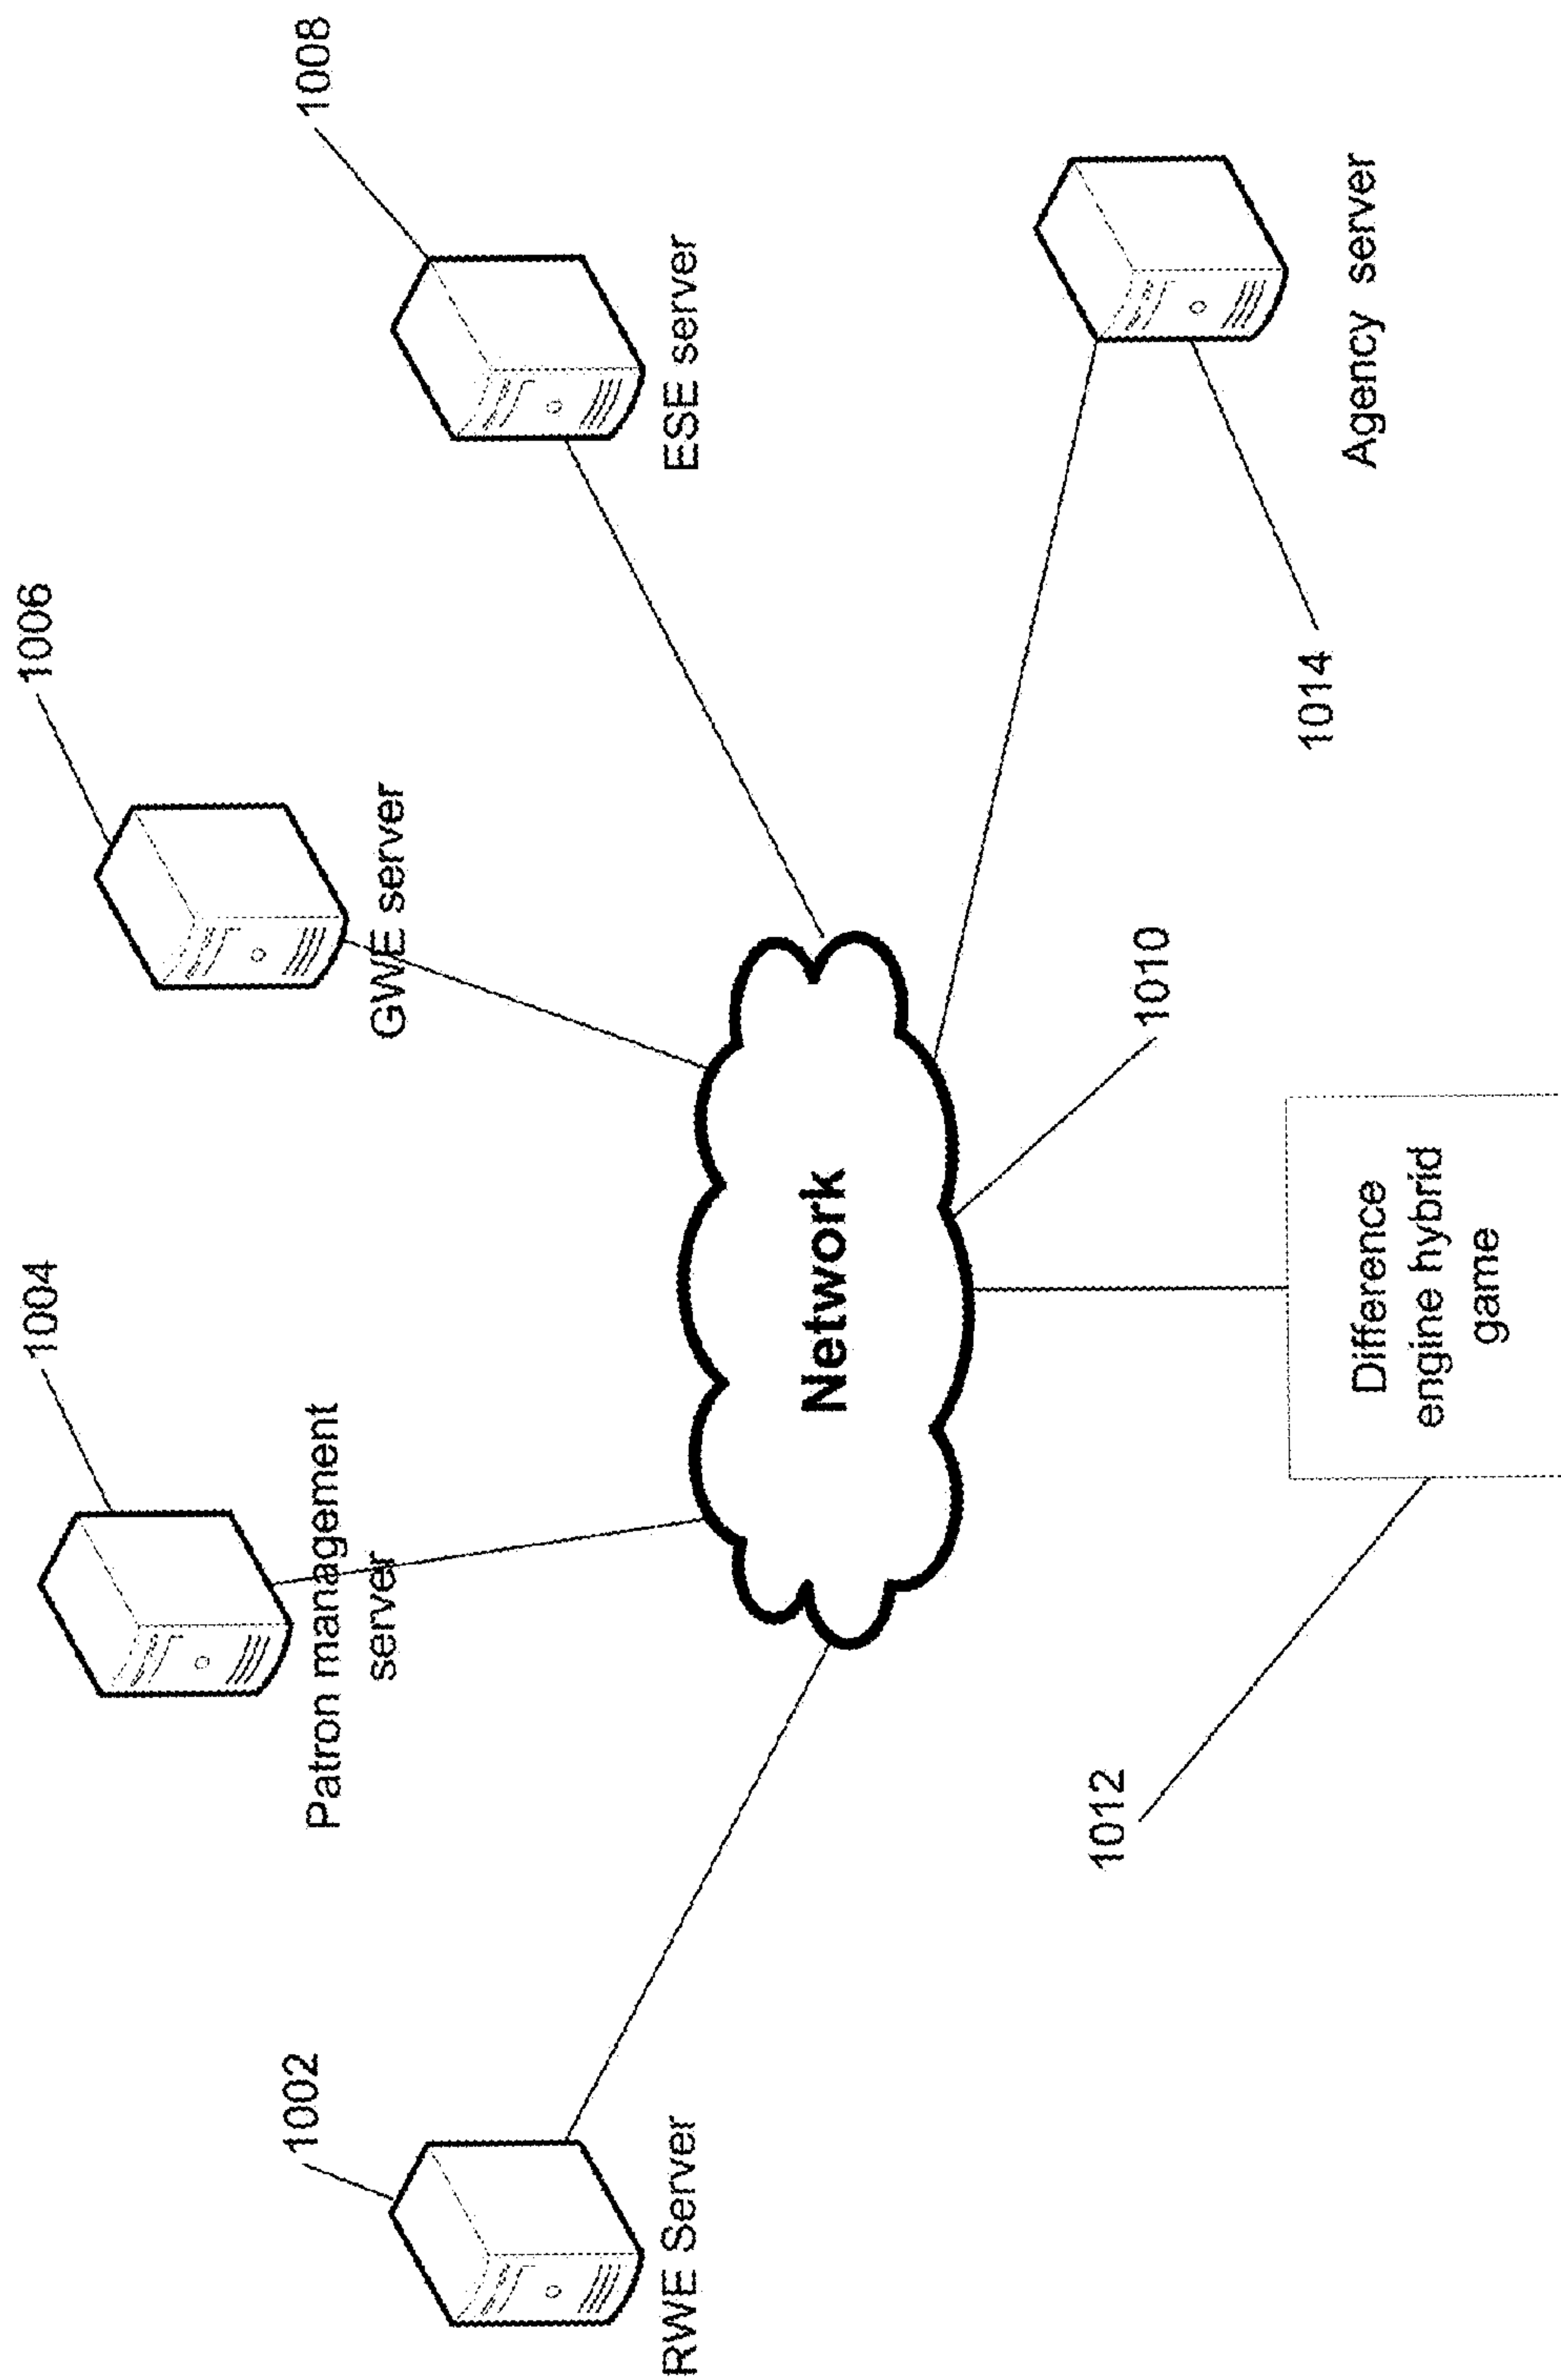 1004
1006
1002
1008
Patron management
server
GWE server
RWE Server
ESE server
Network
1012
1010
1014
Difference
engine hybrid
game
Agency server